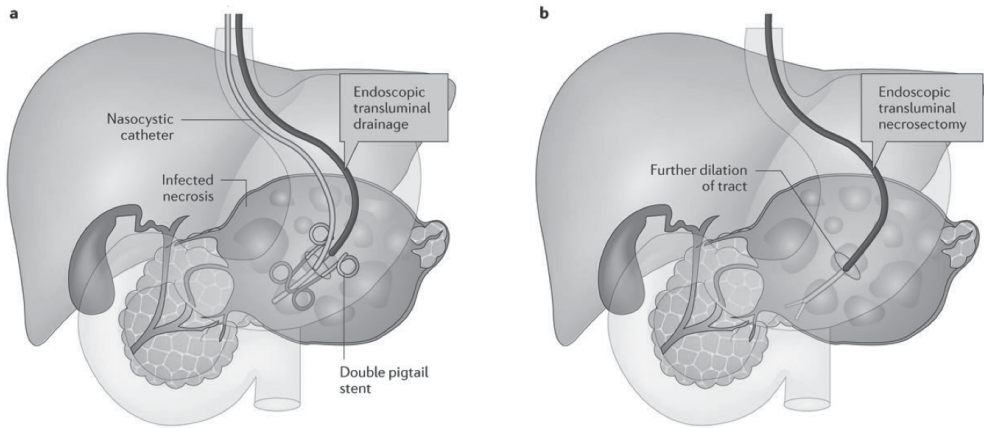 a
Endoscopic
transluminal
drainage
Nasocystic
catheter
Infected
necrosis
Double pigtail
stent
b
Endoscopic
transluminal
necrosectomy
Further dilation
of tract